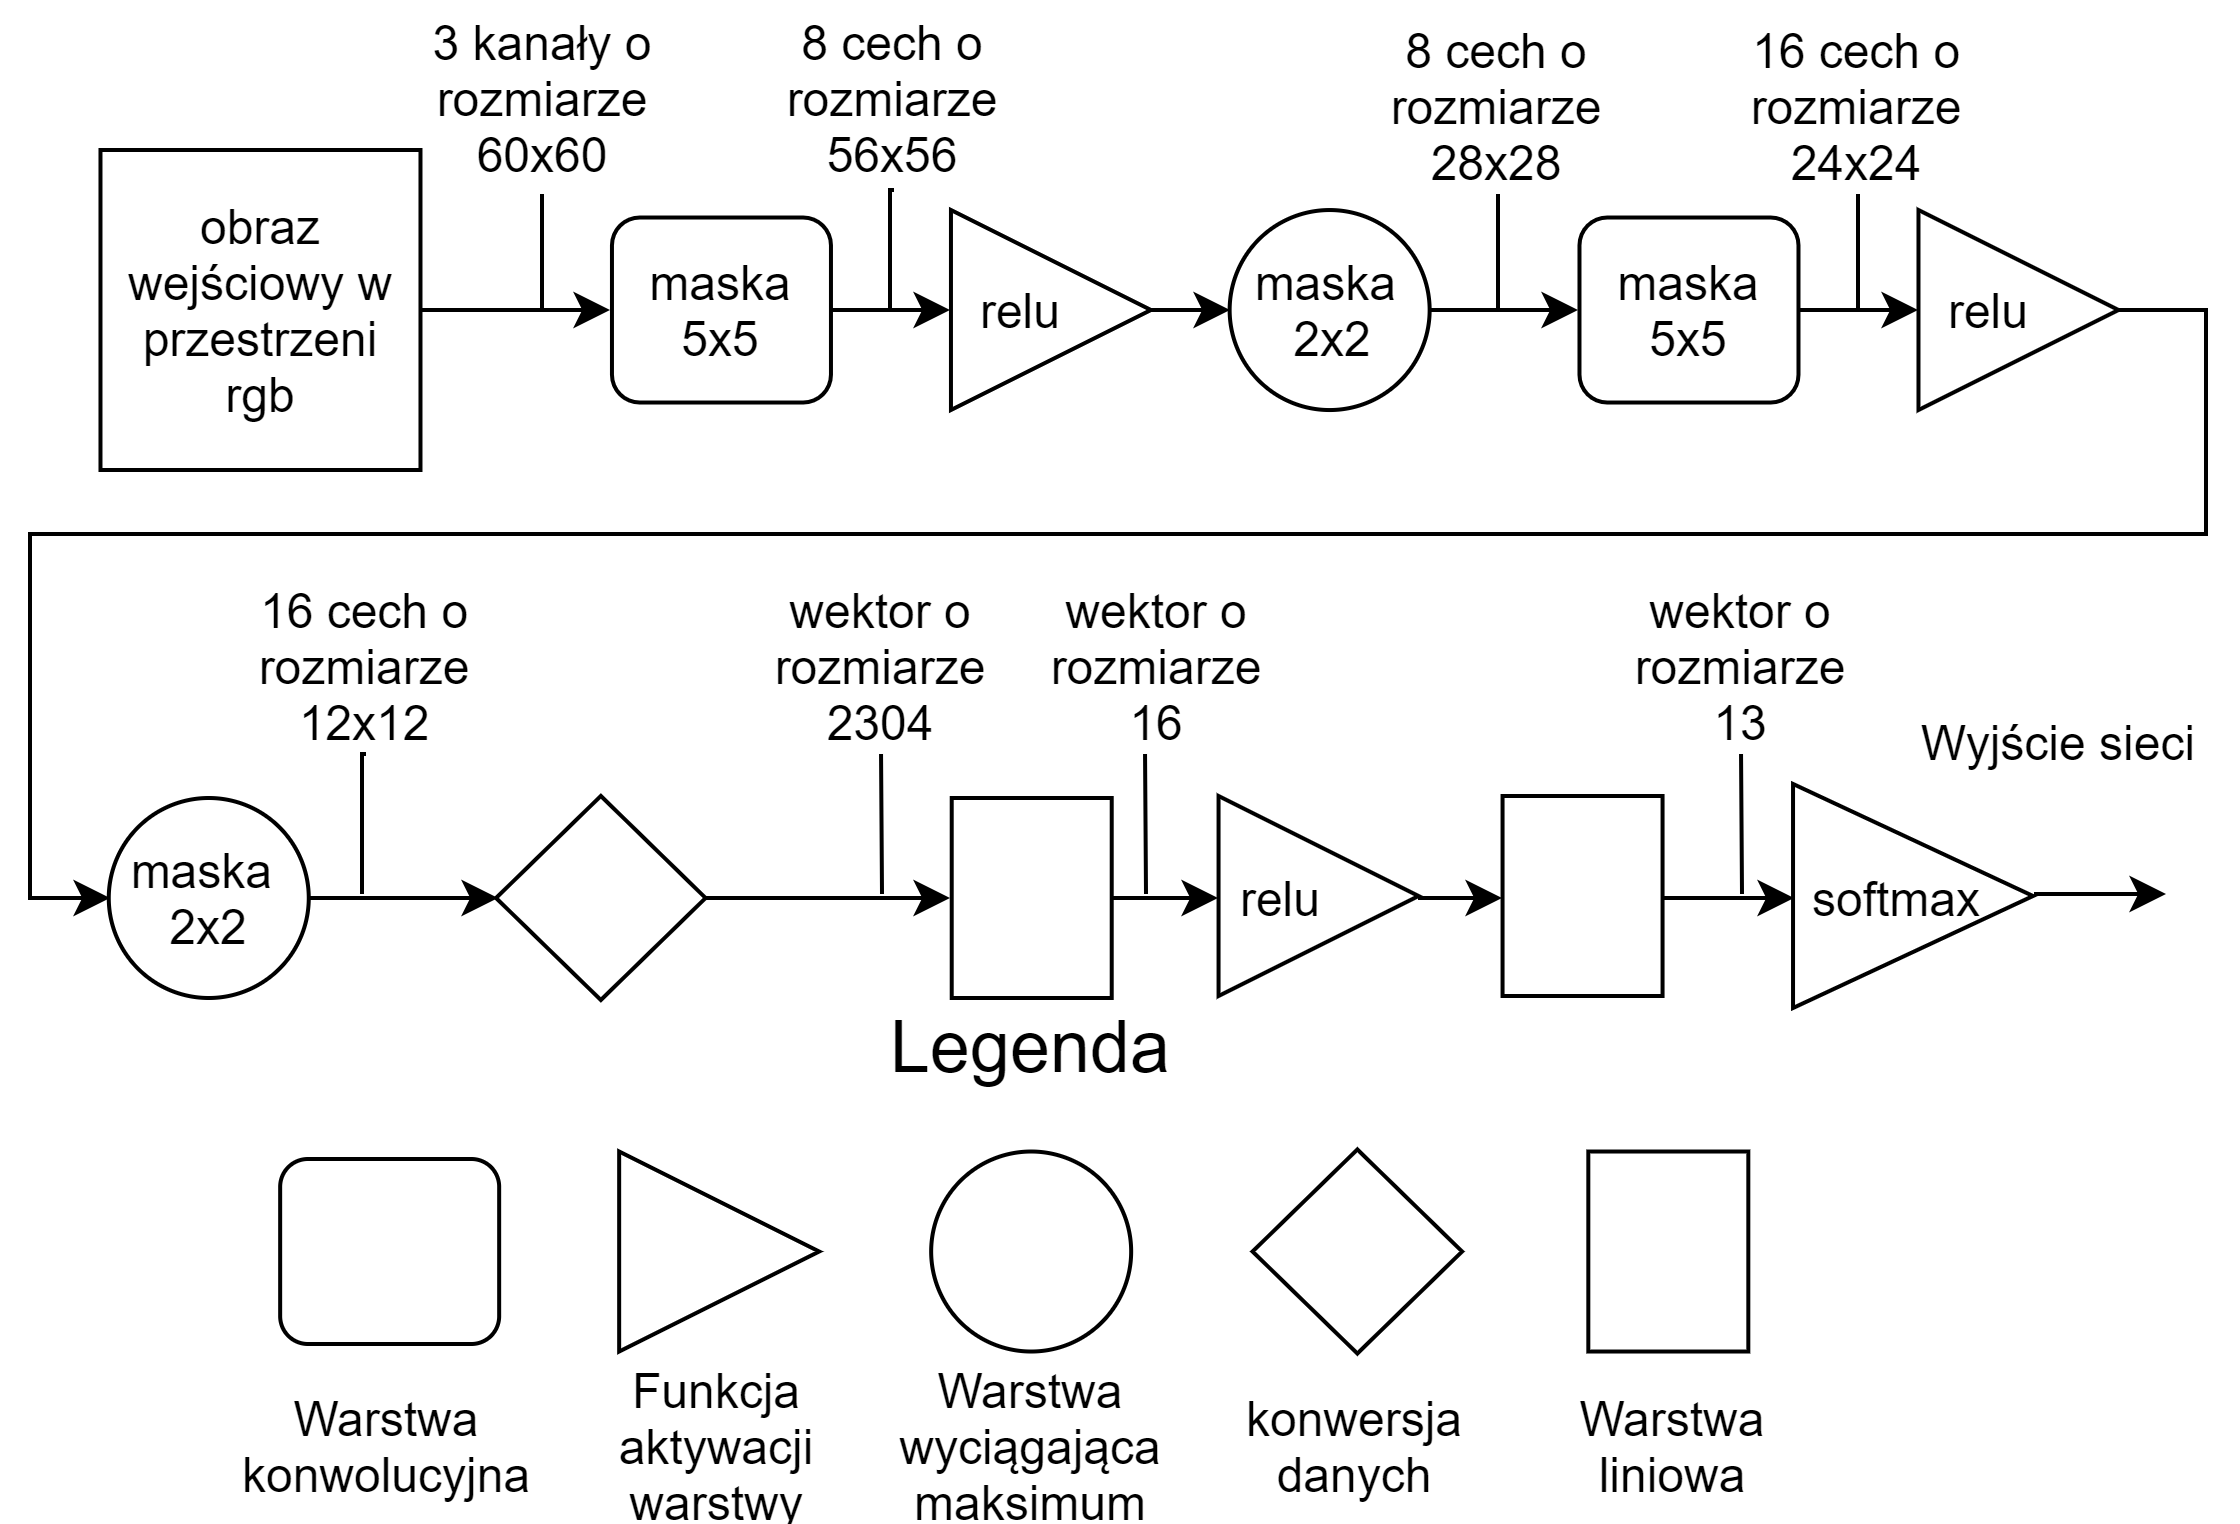 3 kanały o
rozmiarze
60x60
8 cech o
rozmiarze
56x56
8 cech o
rozmiarze
28x28
16 cech o
rozmiarze
24x24
obraz
wejściowy w
przestrzeni
rgb
maska
5x5
relu
maska
2x2
maska
5x5
relu
16 cech o
rozmiarze
12x12
wektor o
rozmiarze
2304
wektor o
rozmiarze
16
wektor o
rozmiarze
13
Wyjście sieci
maska
2x2
relu
softmax
Legenda
Warstwa
konwolucyjna
Funkcja
aktywacji
warstwy
Warstwa
wyciągająca
maksimum
konwersja
danych
Warstwa
liniowa